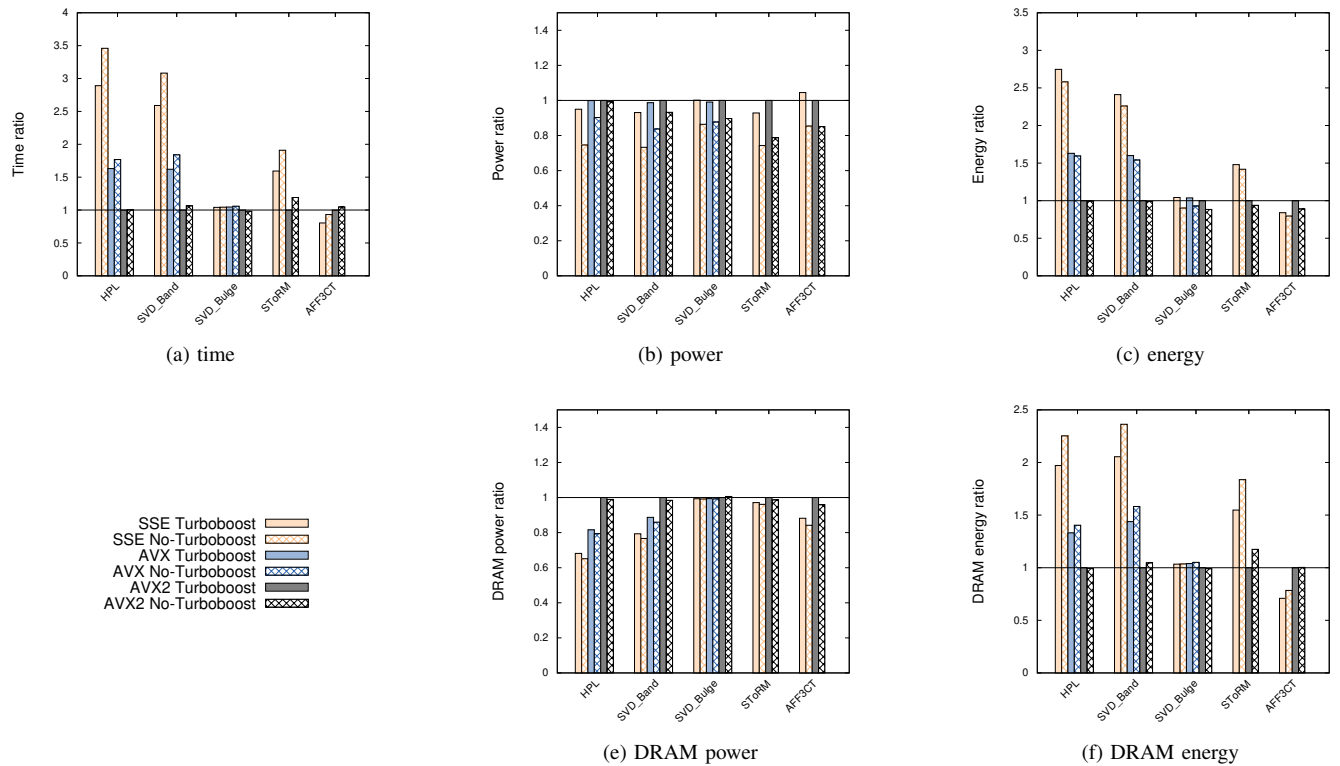 4
3.5
3
2.5
2
1.5
1
0.5
0
Time ratio
HPL
SVD_Band
SVD_Bulge
SToRM
AFF3CT
(a) time
1.4
1.2
1
0.8
0.6
0.4
0.2
0
Power ratio
HPL
SVD_Band
SVD_Bulge
SToRM
AFF3CT
(b) power
3.5
3
2.5
2
1.5
1
0.5
0
Energy ratio
HPL
SVD_Band
SVD_Bulge
SToRM
AFF3CT
(c) energy
SSE Turboboost
SSE No-Turboboost
AVX Turboboost
AVX No-Turboboost
AVX2 Turboboost
AVX2 No-Turboboost
1.4
1.2
1
0.8
0.6
0.4
0.2
0
DRAM power ratio
HPL
SVD_Band
SVD_Bulge
SToRM
AFF3CT
(e) DRAM power
2.5
2
1.5
1
0.5
0
DRAM energy ratio
HPL
SVD_Band
SVD_Bulge
SToRM
AFF3CT
(f) DRAM energy